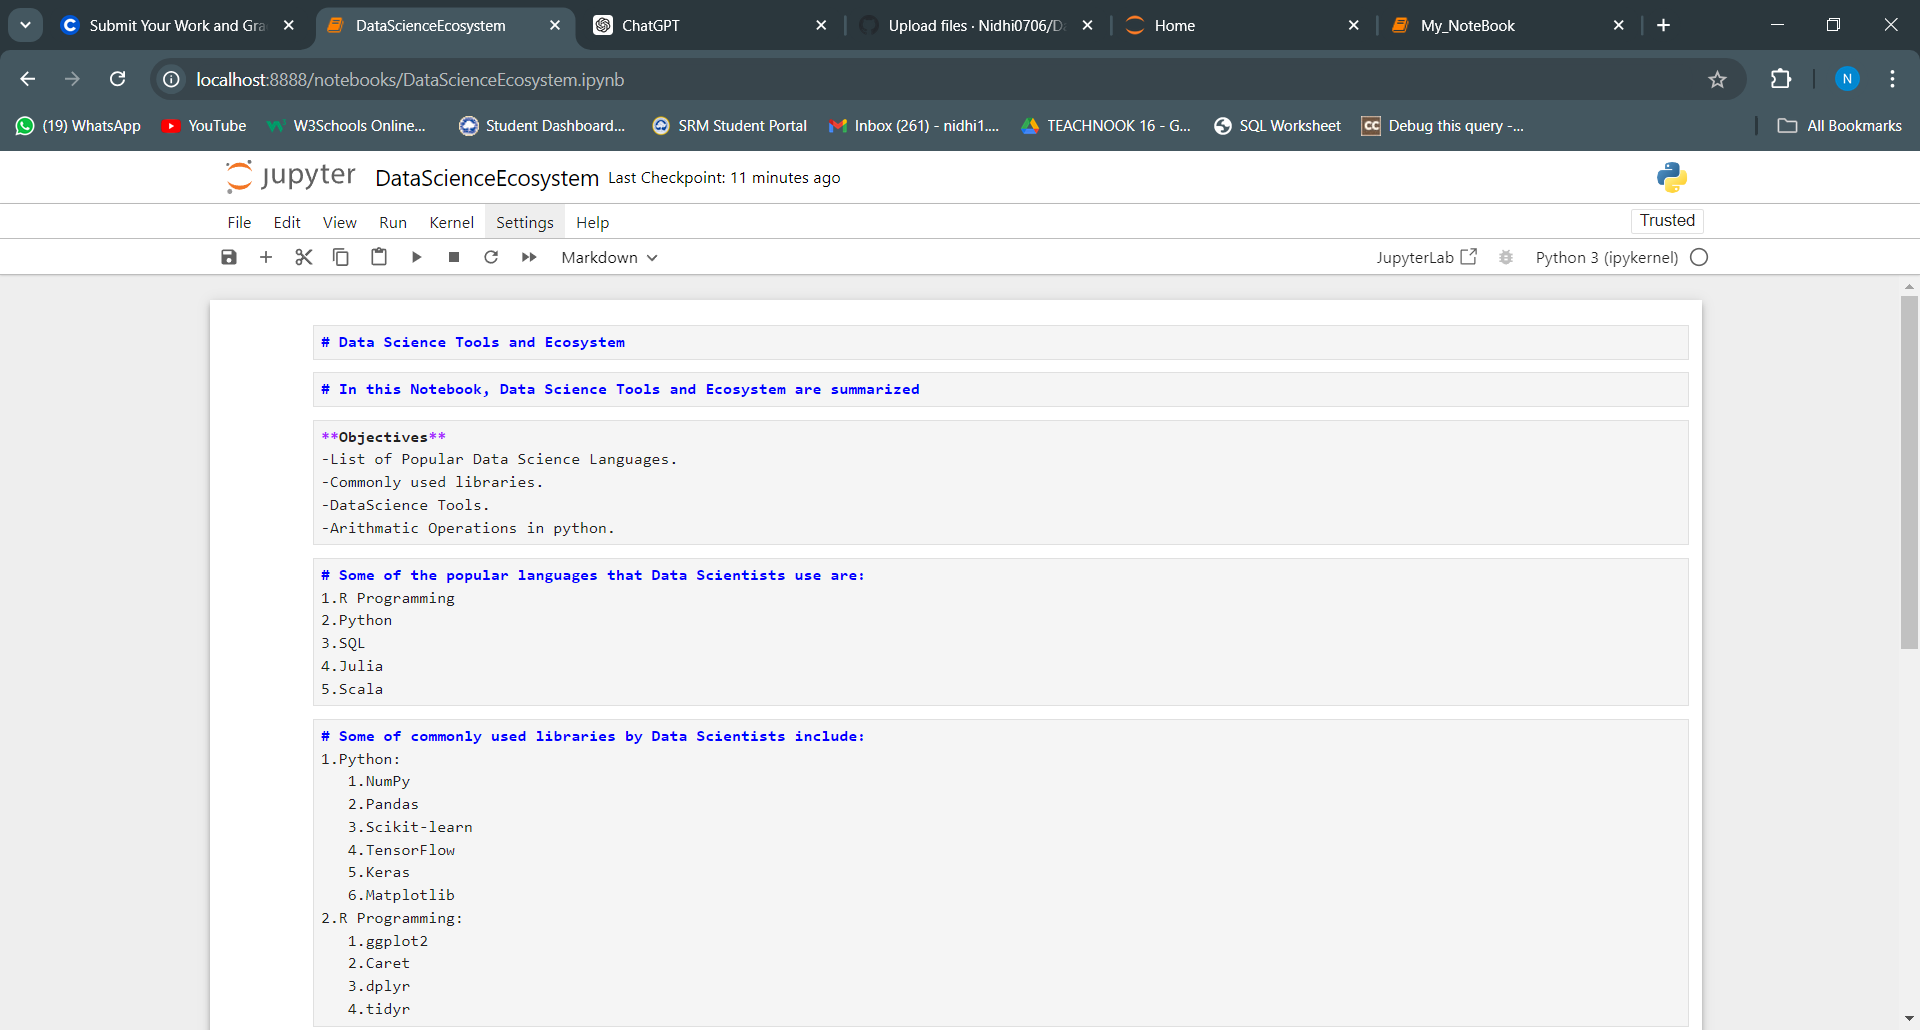 Submit Your Work and Gra
DataScienceEcosystem
ChatGPT
Upload files · Nidhi0706/Da
Home
My_NoteBook
localhost:8888/notebooks/DataScienceEcosystem.ipynb
N
(19) WhatsApp
YouTube
W3Schools Online...
Student Dashboard...
SRM Student Portal
Inbox (261) - nidhi1....
TEACHNOOK 16 - G...
SQL Worksheet
CC Debug this query -...
All Bookmarks
jupyter DataScienceEcosystem Last Checkpoint: 11 minutes ago
File Edit View Run Kernel Settings Help
Trusted
Markdown
JupyterLab
Python 3 (ipykernel)
# Data Science Tools and Ecosystem
# In this Notebook, Data Science Tools and Ecosystem are summarized
**Objectives**
-List of Popular Data Science Languages.
-Commonly used libraries.
-DataScience Tools.
-Arithmatic Operations in python.
# Some of the popular languages that Data Scientists use are:
1.R Programming
2.Python
3.SQL
4.Julia
5.Scala
# Some of commonly used libraries by Data Scientists include:
1.Python:
1.NumPy
2.Pandas
3.Scikit-learn
4.TensorFlow
5.Keras
6.Matplotlib
2.R Programming:
1.ggplot2
2.Caret
3.dplyr
4.tidyr